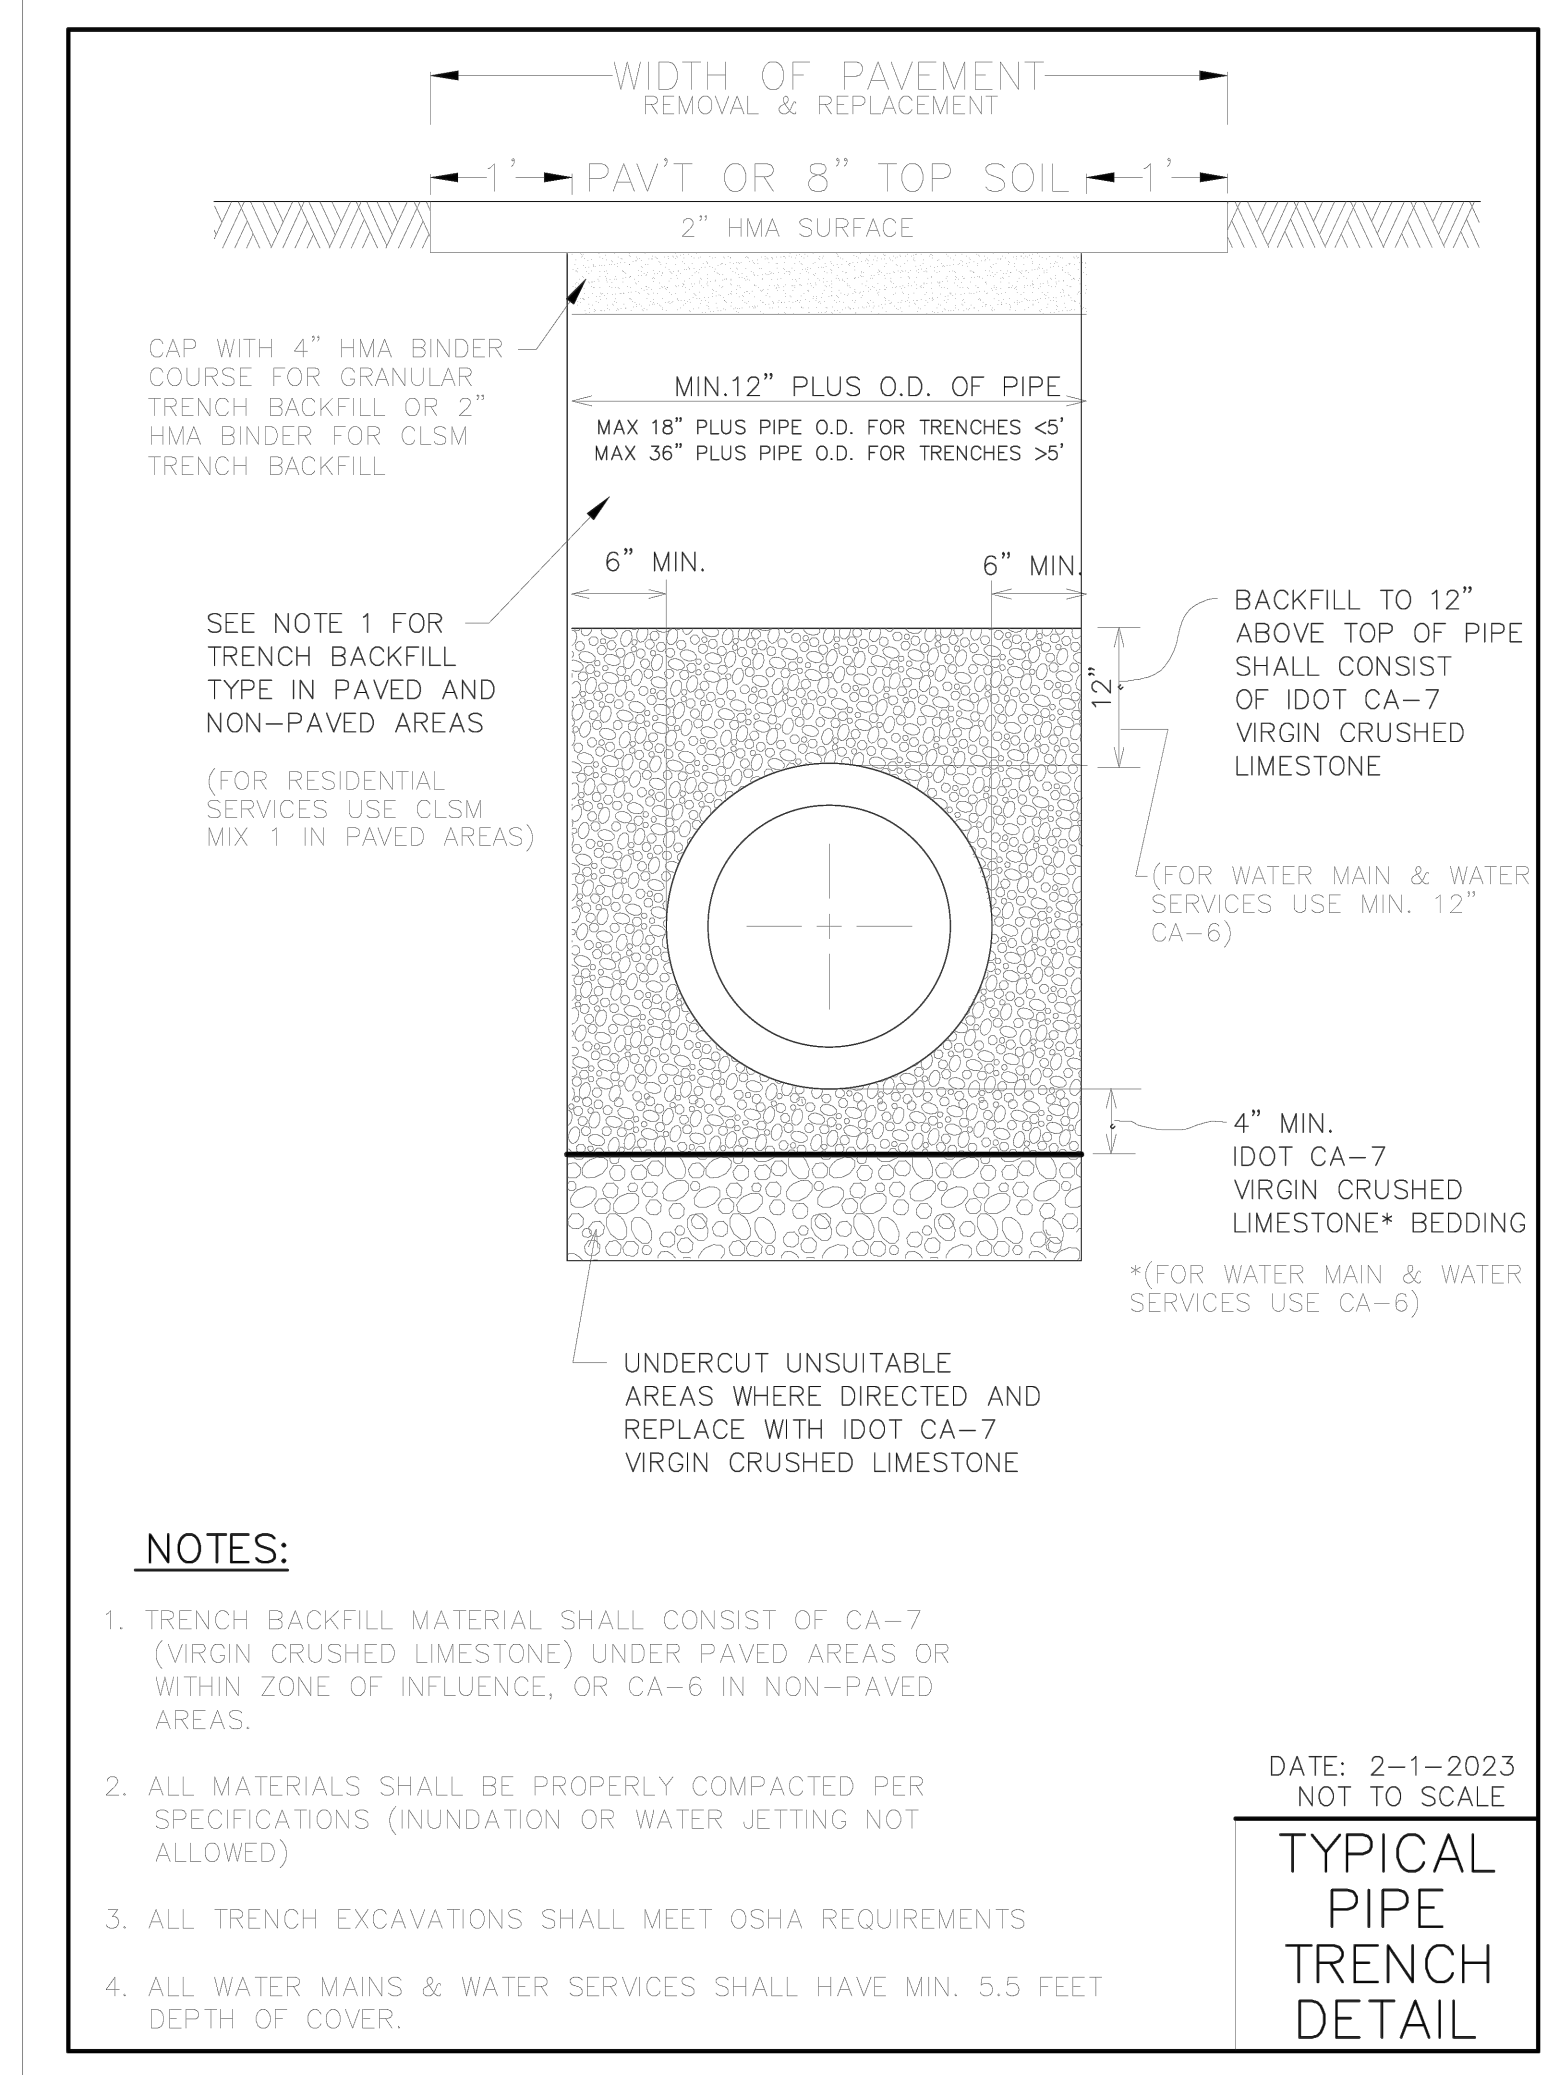 WIDTH OF PAVEMENT
REMOVAL & REPLACEMENT
1' PAV'T OR 8" TOP SOIL 1'
2" HMA SURFACE
CAP WITH 4" HMA BINDER
COURSE FOR GRANULAR
TRENCH BACKFILL OR 2"
HMA BINDER FOR CLSM
TRENCH BACKFILL
MIN.12" PLUS O.D. OF PIPE
MAX 18" PLUS PIPE O.D. FOR TRENCHES <5'
MAX 36" PLUS PIPE O.D. FOR TRENCHES >5'
6" MIN.
6" MIN.
SEE NOTE 1 FOR
TRENCH BACKFILL
TYPE IN PAVED AND
NON-PAVED AREAS
(FOR RESIDENTIAL
SERVICES USE CLSM
MIX 1 IN PAVED AREAS)
12"
BACKFILL TO 12"
ABOVE TOP OF PIPE
SHALL CONSIST
OF IDOT CA-7
VIRGIN CRUSHED
LIMESTONE
(FOR WATER MAIN & WATER
SERVICES USE MIN. 12"
CA-6)
4" MIN.
IDOT CA-7
VIRGIN CRUSHED
LIMESTONE* BEDDING
*(FOR WATER MAIN & WATER
SERVICES USE CA-6)
UNDERCUT UNSUITABLE
AREAS WHERE DIRECTED AND
REPLACE WITH IDOT CA-7
VIRGIN CRUSHED LIMESTONE
NOTES:
1. TRENCH BACKFILL MATERIAL SHALL CONSIST OF CA-7
(VIRGIN CRUSHED LIMESTONE) UNDER PAVED AREAS OR
WITHIN ZONE OF INFLUENCE, OR CA-6 IN NON-PAVED
AREAS.
2. ALL MATERIALS SHALL BE PROPERLY COMPACTED PER
SPECIFICATIONS (INUNDATION OR WATER JETTING NOT
ALLOWED)
3. ALL TRENCH EXCAVATIONS SHALL MEET OSHA REQUIREMENTS
4. ALL WATER MAINS & WATER SERVICES SHALL HAVE MIN. 5.5 FEET
DEPTH OF COVER.
DATE: 2-1-2023
NOT TO SCALE
TYPICAL
PIPE
TRENCH
DETAIL